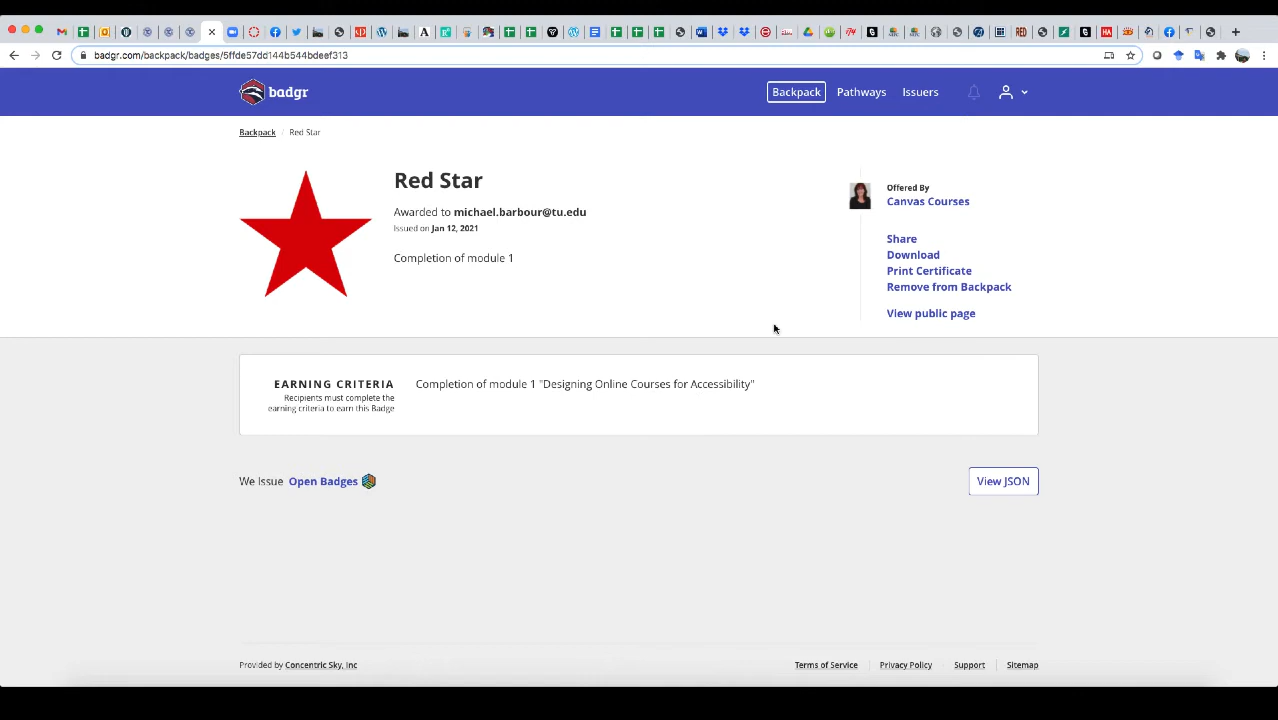 badgr.com/backpack/badges/5ffde57dd144b544bdeef313
badgr
Backpack
Pathways
Issuers
Backpack / Red Star
Red Star
Awarded to michael.barbour@tu.edu
Issued on Jan 12, 2021
Completion of module 1
Offered By
Canvas Courses
Share
Download
Print Certificate
Remove from Backpack
View public page
EARNING CRITERIA
Recipients must complete the
earning criteria to earn this Badge
Completion of module 1 "Designing Online Courses for Accessibility"
We Issue Open Badges
View JSON
Provided by Concentric Sky, Inc
Terms of Service
Privacy Policy
Support
Sitemap